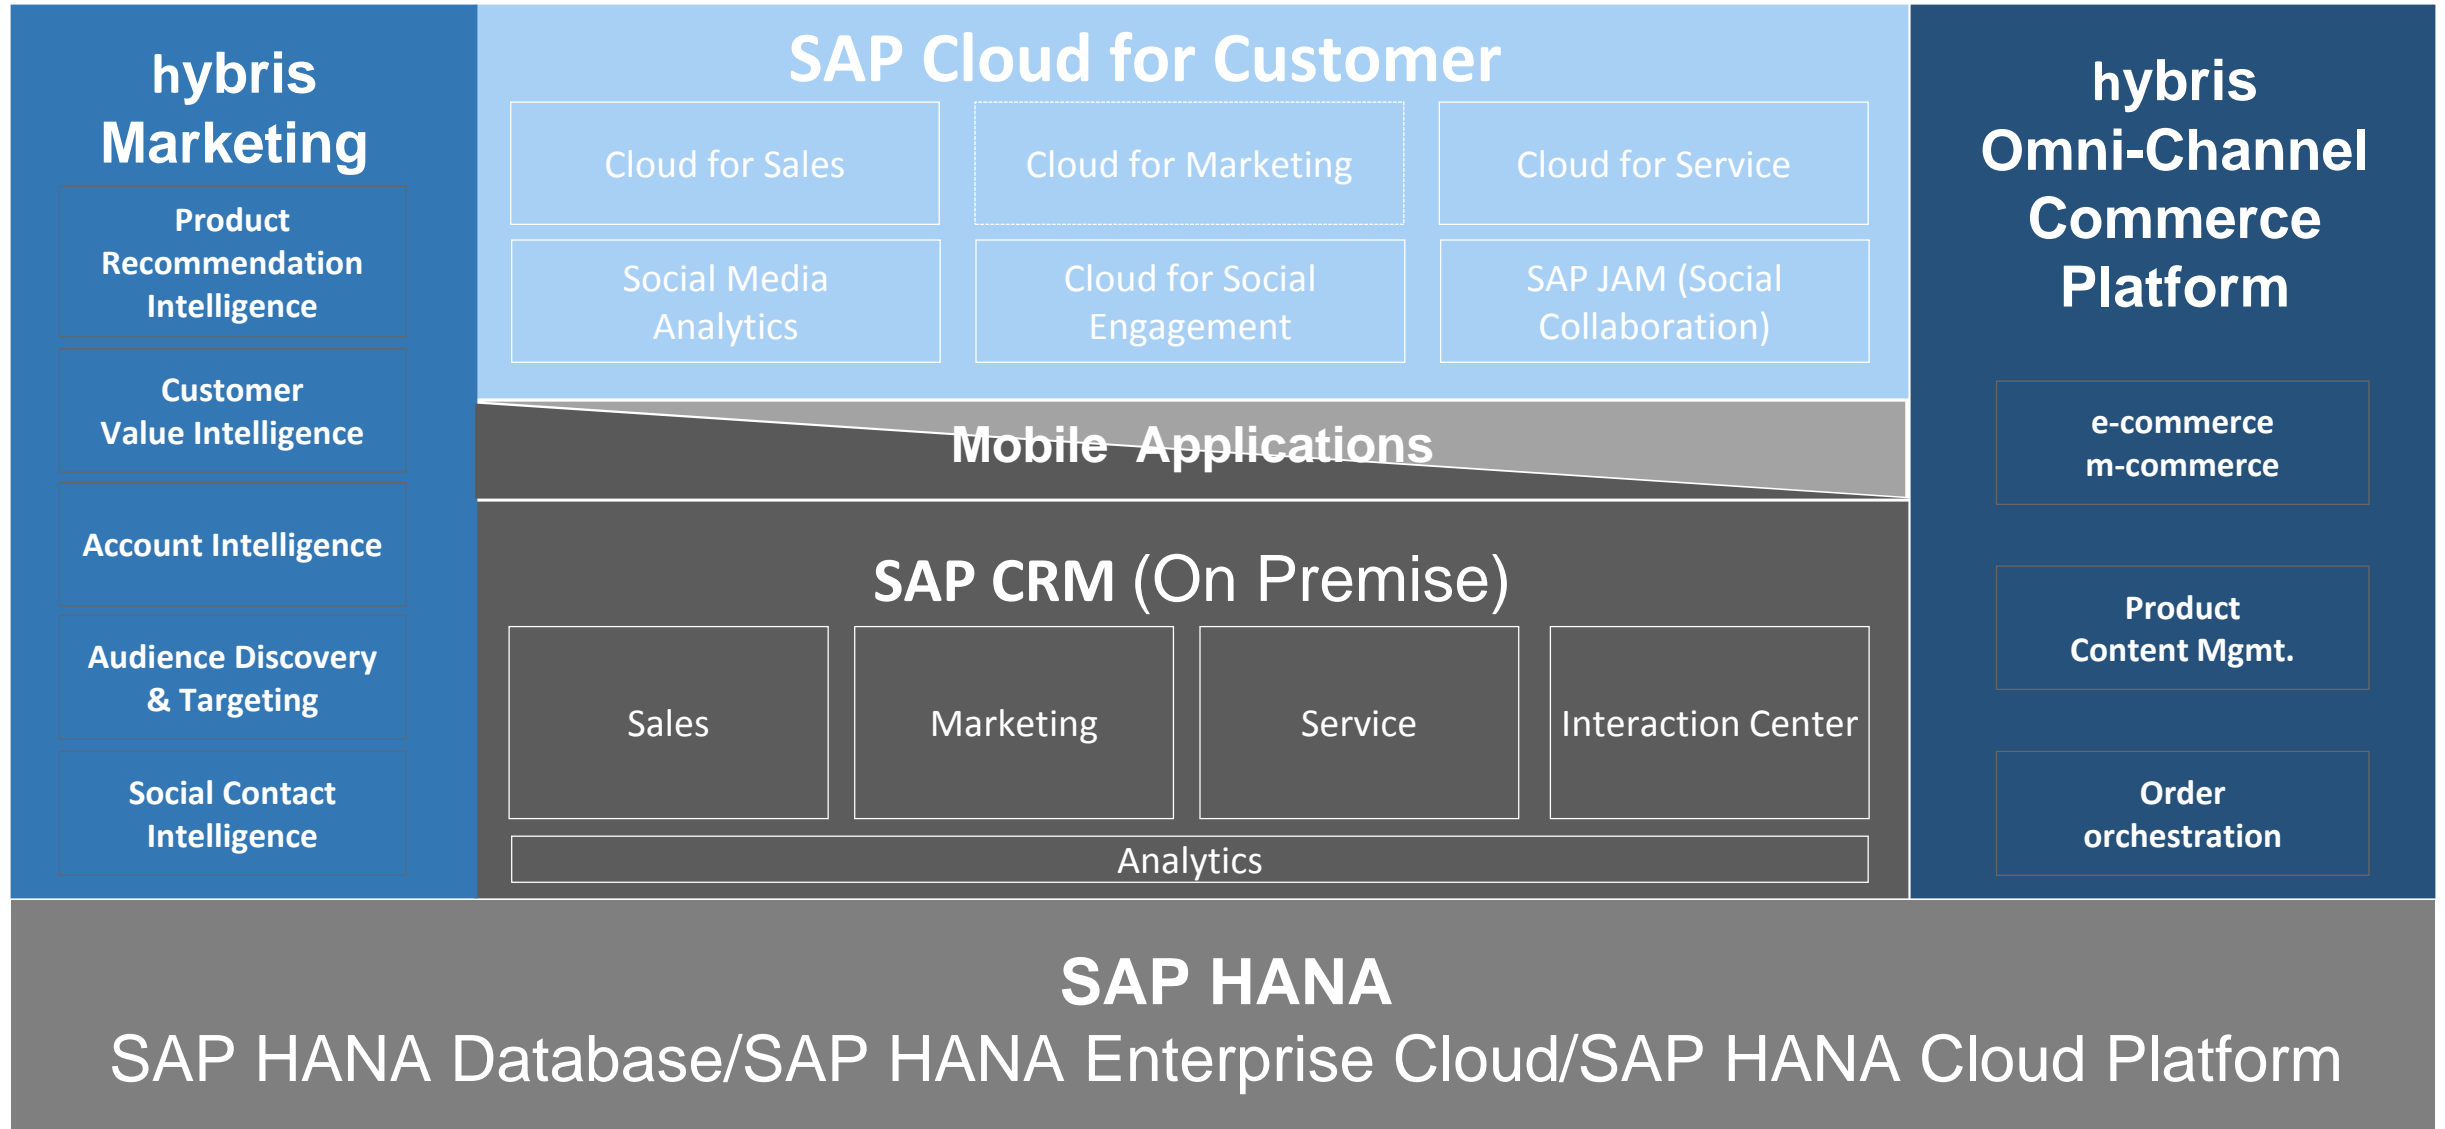 hybris
Marketing
Product
Recommendation
Intelligence
Customer
Value Intelligence
Account Intelligence
Audience Discovery
& Targeting
Social Contact
Intelligence
SAP Cloud for Customer
Cloud for Sales
Cloud for Marketing
Cloud for Service
Social Media
Analytics
Cloud for Social
Engagement
SAP JAM (Social
Collaboration)
Mobile Applications
SAP CRM (On Premise)
Sales
Marketing
Service
Interaction Center
Analytics
hybris
Omni-Channel
Commerce
Platform
e-commerce
m-commerce
Product
Content Mgmt.
Order
orchestration
SAP HANA
SAP HANA Database/SAP HANA Enterprise Cloud/SAP HANA Cloud Platform